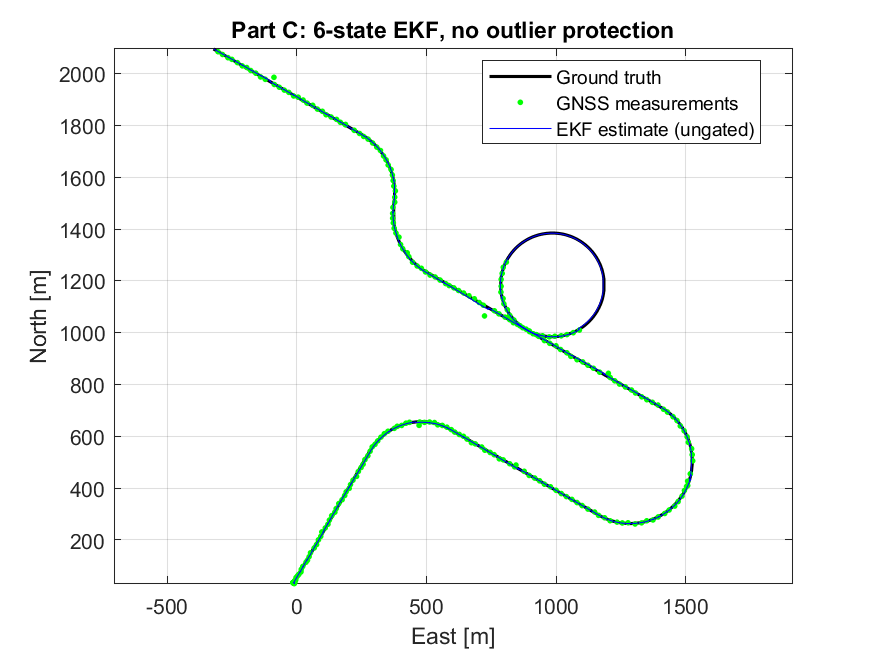 Part C: 6-state EKF, no outlier protection
Ground truth
GNSS measurements
EKF estimate (ungated)
2000
1800
1600
1400
1200
1000
800
600
400
200
North [m]
-500
0
500
1000
1500
East [m]